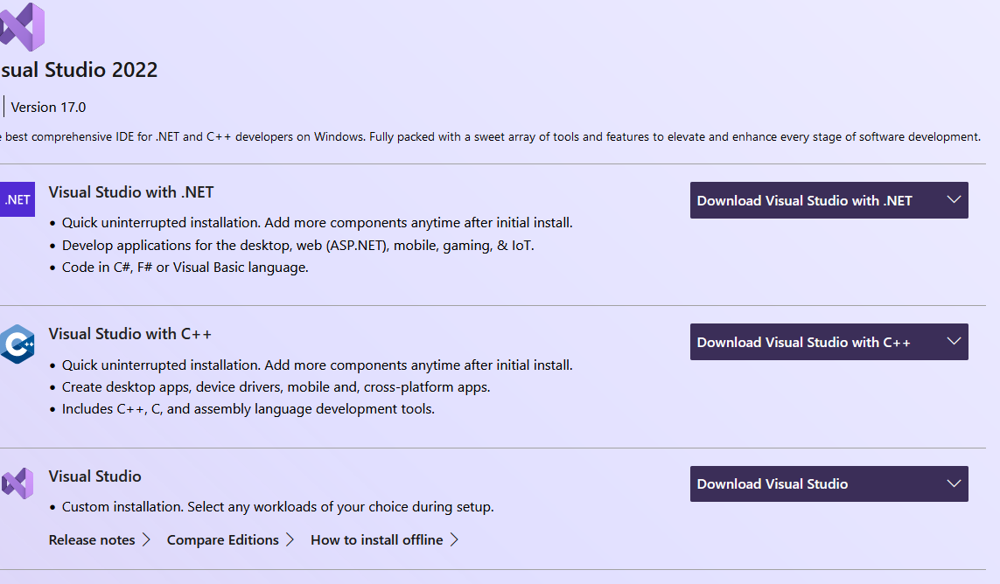 sual Studio 2022
Version 17.0
best comprehensive IDE for .NET and C++ developers on Windows. Fully packed with a sweet array of tools and features to elevate and enhance every stage of software development.
.NET
Visual Studio with .NET
Download Visual Studio with .NET
• Quick uninterrupted installation. Add more components anytime after initial install.
• Develop applications for the desktop, web (ASP.NET), mobile, gaming, & IoT.
• Code in C#, F# or Visual Basic language.
C++
Visual Studio with C++
Download Visual Studio with C++
• Quick uninterrupted installation. Add more components anytime after initial install.
• Create desktop apps, device drivers, mobile and, cross-platform apps.
• Includes C++, C, and assembly language development tools.
Visual Studio
Download Visual Studio
• Custom installation. Select any workloads of your choice during setup.
Release notes Compare Editions How to install offline